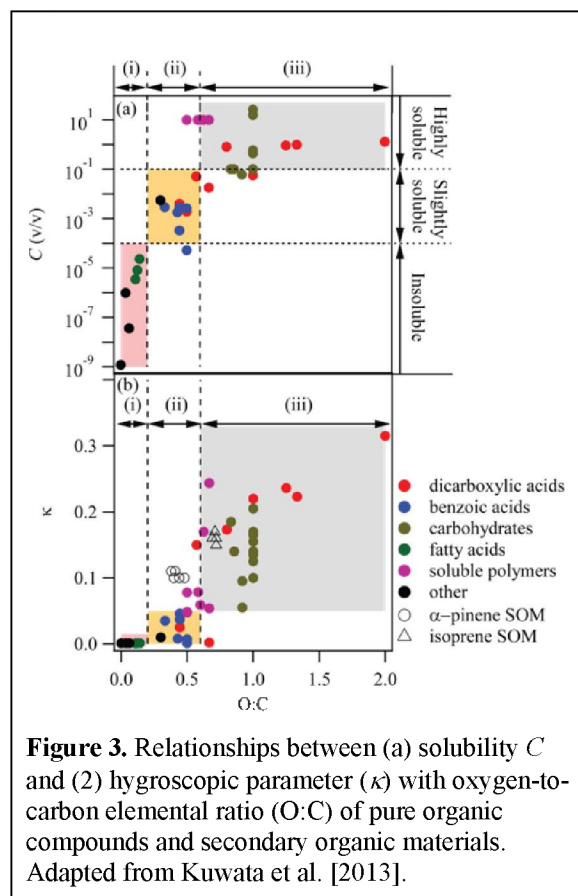 (i) (ii) (iii)
(a)
10^1
10^-1
10^-3
10^-5
10^-7
10^-9
C (v/v)
Highly
soluble
Slightly
soluble
Insoluble
(b)
(i) (ii) (iii)
0.3
0.2
0.1
0.0
κ
0.0 0.5 1.0 1.5 2.0
O:C
dicarboxylic acids
benzoic acids
carbohydrates
fatty acids
soluble polymers
other
α-pinene SOM
isoprene SOM
Figure 3. Relationships between (a) solubility C
and (2) hygroscopic parameter (κ) with oxygen-to-
carbon elemental ratio (O:C) of pure organic
compounds and secondary organic materials.
Adapted from Kuwata et al. [2013].